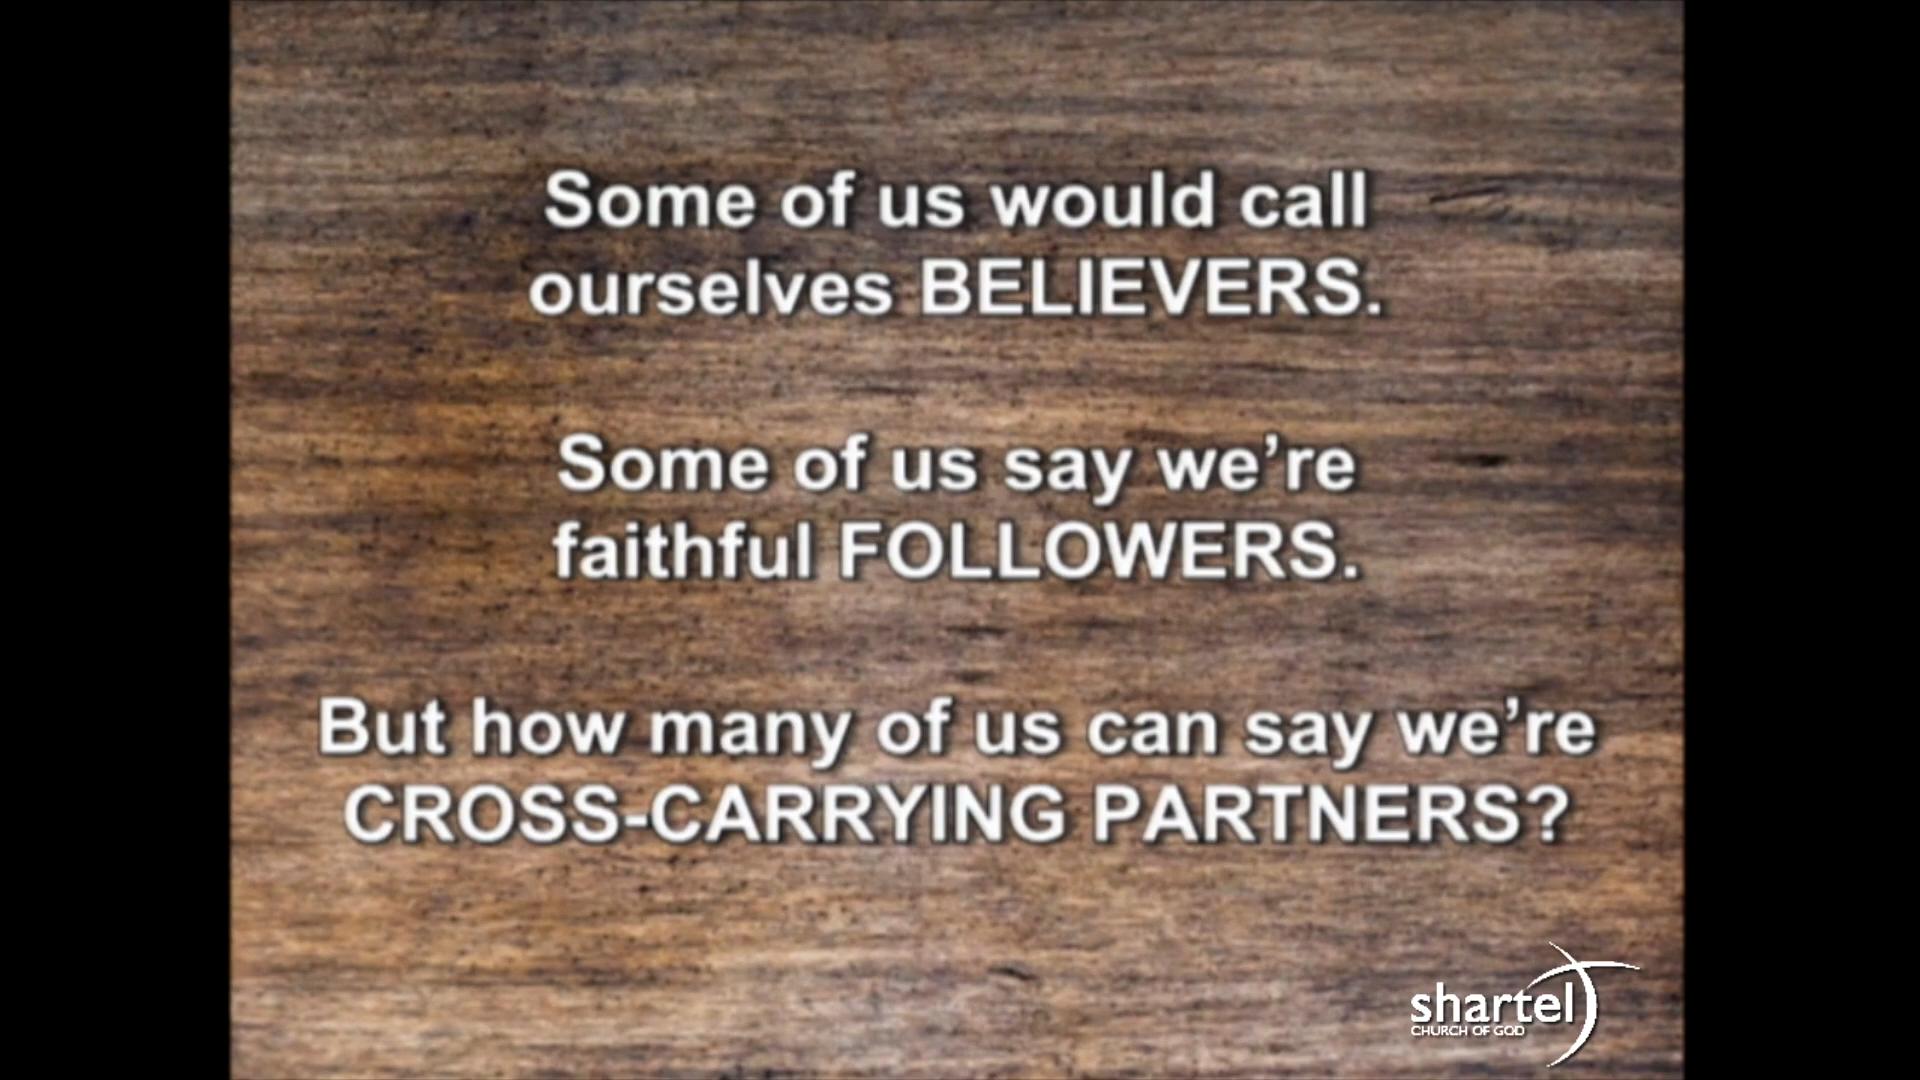 Some of us would call
ourselves BELIEVERS.
Some of us say we’re
faithful FOLLOWERS.
But how many of us can say we’re
CROSS-CARRYING PARTNERS?
shartel
CHURCH OF GOD